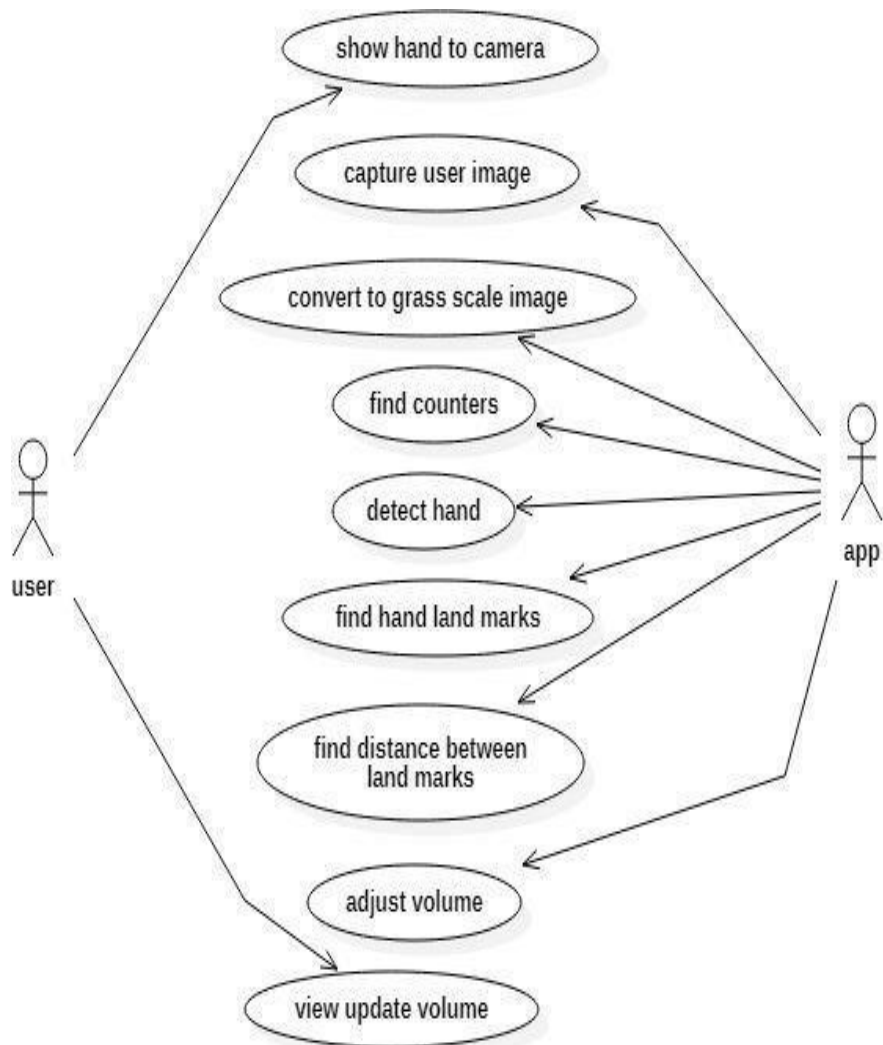 show hand to camera
capture user image
convert to grass scale image
find counters
detect hand
user
app
find hand land marks
find distance between
land marks
adjust volume
view update volume